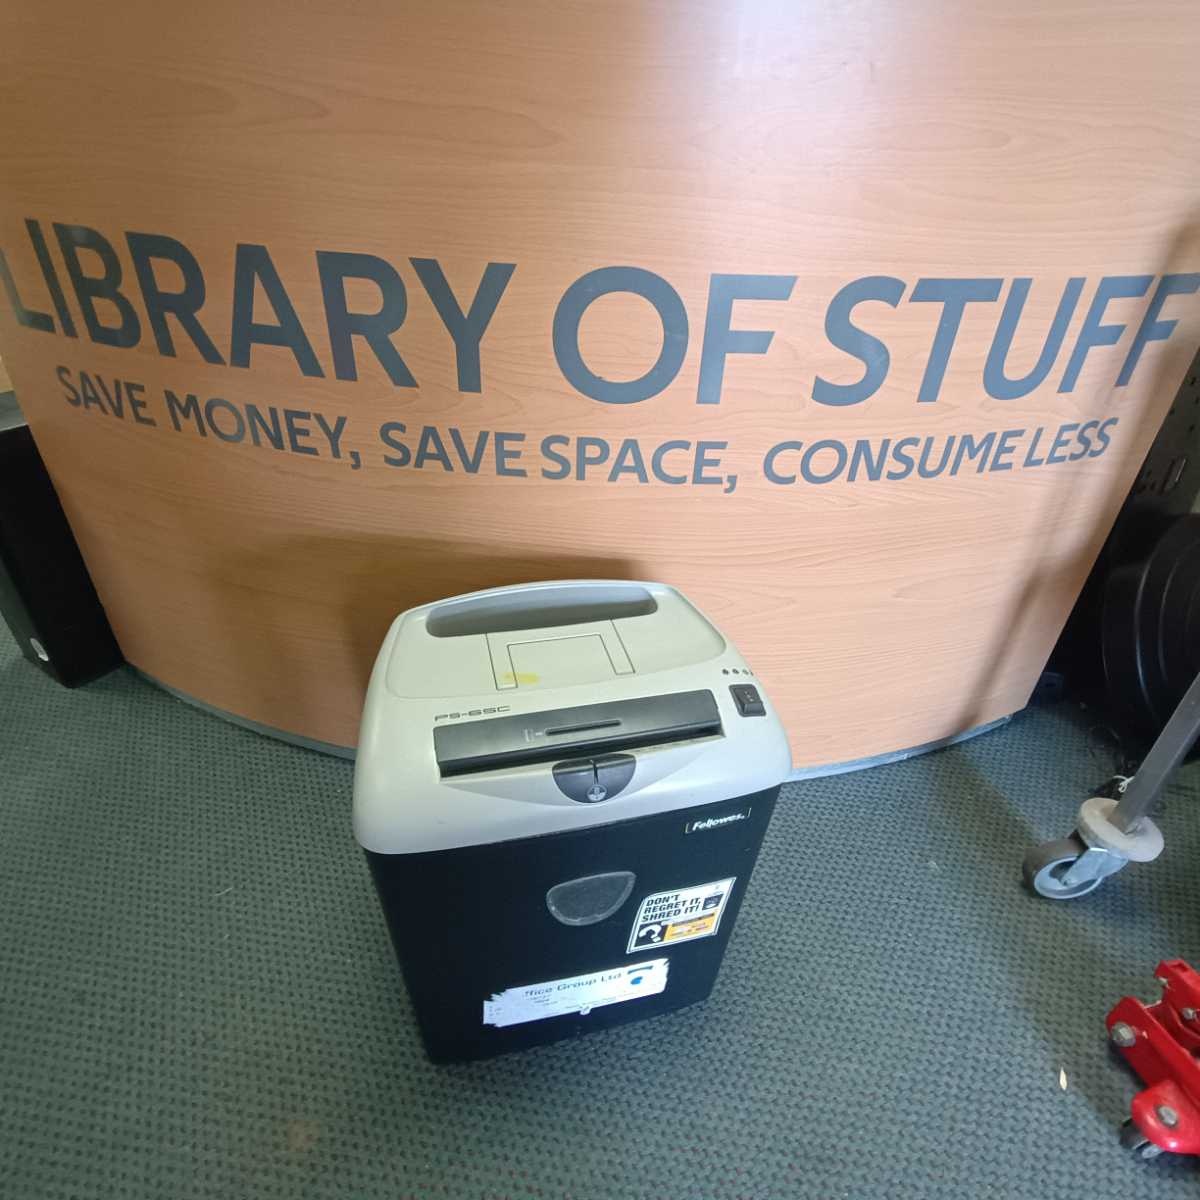 LIBRARY OF STUFF
SAVE MONEY, SAVE SPACE, CONSUME LESS
PS-65C
Fellowes.
DON'T
REGRET IT,
SHRED IT!
ffice Group Ltd